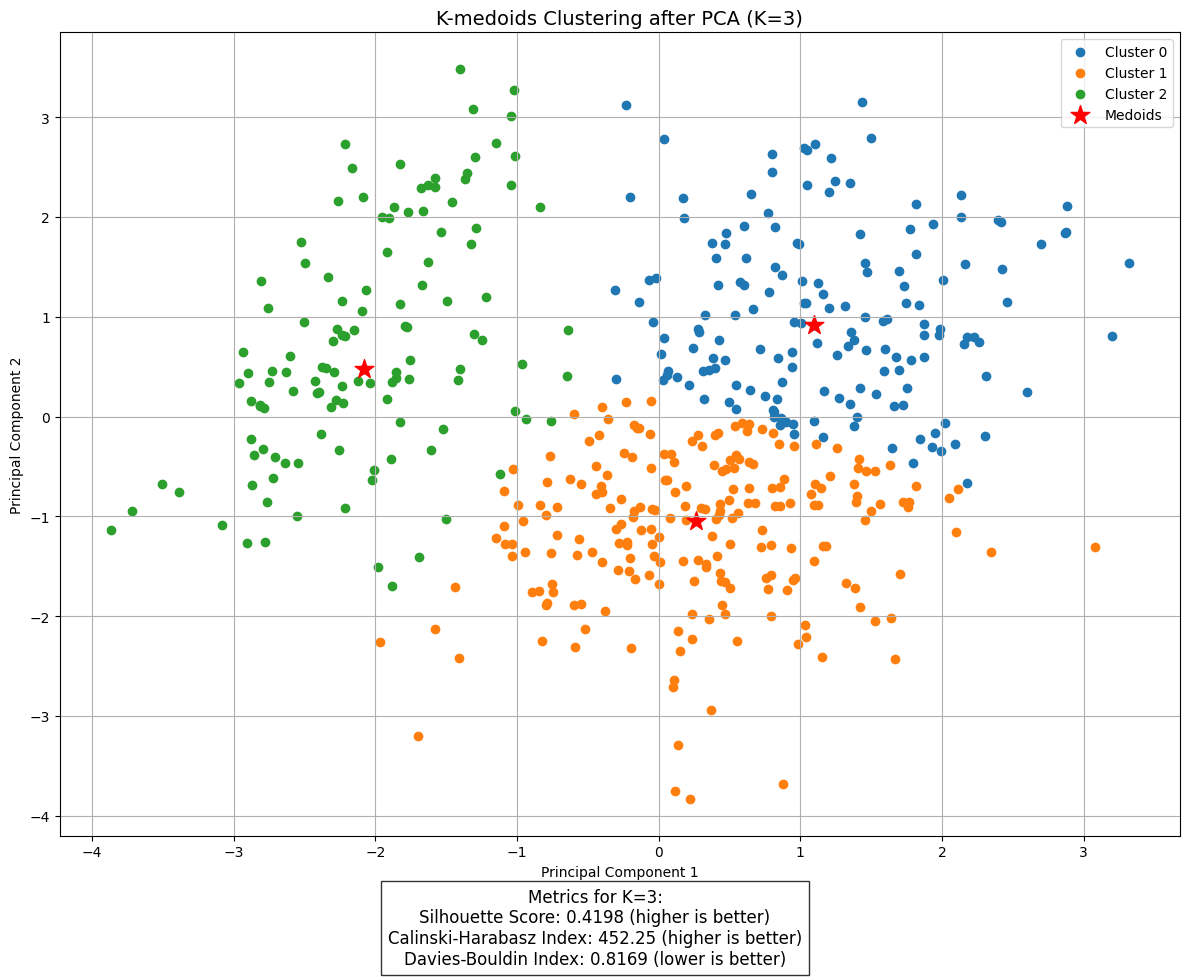 K-medoids Clustering after PCA (K=3)
Cluster 0
Cluster 1
Cluster 2
Medoids
Principal Component 2
3
2
1
0
−1
−2
−3
−4
−4
−3
−2
−1
0
1
2
3
Principal Component 1
Metrics for K=3:
Silhouette Score: 0.4198 (higher is better)
Calinski-Harabasz Index: 452.25 (higher is better)
Davies-Bouldin Index: 0.8169 (lower is better)